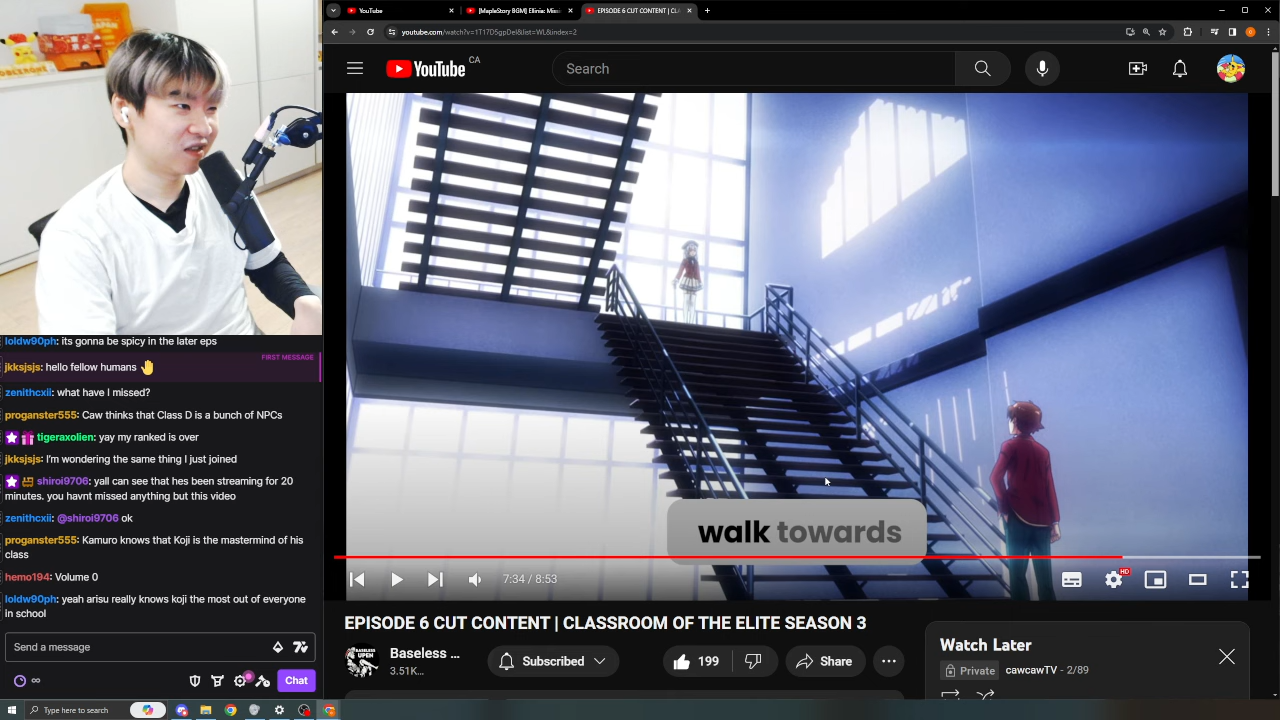 YouTube
[MapleStory BGM] Ellinia: Missi
EPISODE 6 CUT CONTENT | CLA
youtube.com/watch?v=1T17D5gpDeI&list=WL&index=2
YouTube CA
Search
walk towards
7:34 / 8:53
HD
EPISODE 6 CUT CONTENT | CLASSROOM OF THE ELITE SEASON 3
Baseless ...
3.51K...
Subscribed
199
Share
Watch Later
Private
cawcawTV - 2/89
loldw90ph: its gonna be spicy in the later eps
FIRST MESSAGE
jkksjsjs: hello fellow humans 🤚
zenithcxii: what have I missed?
proganster555: Caw thinks that Class D is a bunch of NPCs
tigeraxolien: yay my ranked is over
jkksjsjs: I'm wondering the same thing I just joined
shiroi9706: yall can see that hes been streaming for 20
minutes. you havnt missed anything but this video
zenithcxii: @shiroi9706 ok
proganster555: Kamuro knows that Koji is the mastermind of his
class
hemo194: Volume 0
loldw90ph: yeah arisu really knows koji the most out of everyone
in school
Send a message
∞
Chat
Type here to search